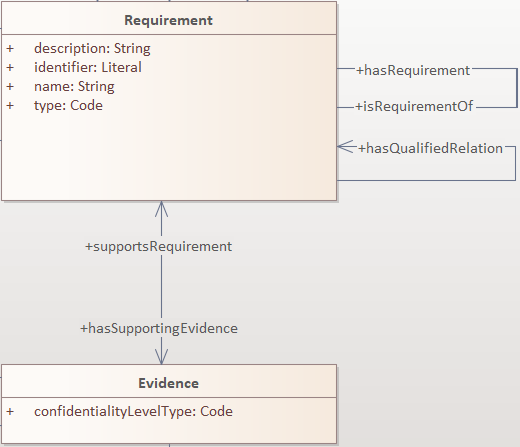 Requirement
+ description: String
+ identifier: Literal
+ name: String
+ type: Code
+hasRequirement
+isRequirementOf
+hasQualifiedRelation
+supportsRequirement
+hasSupportingEvidence
Evidence
+ confidentialityLevelType: Code